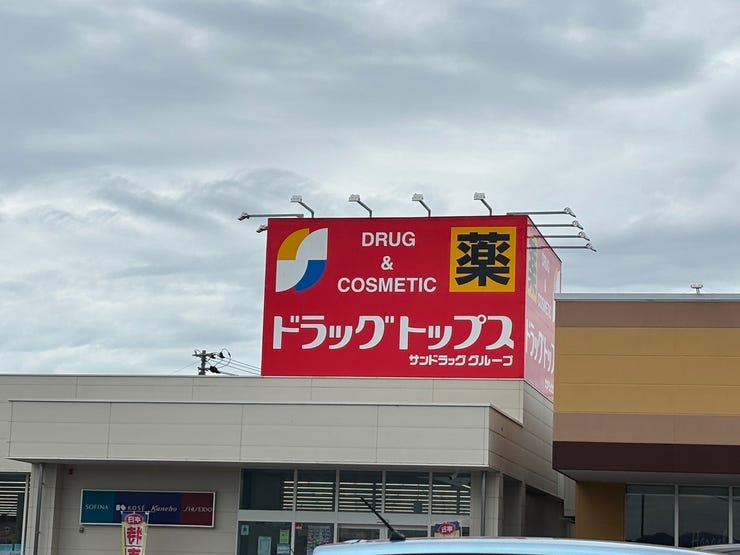 DRUG
&
COSMETIC
薬
ドラッグトップス
サンドラッググループ
SOFINA KOSÉ Kanebo SHISEIDO